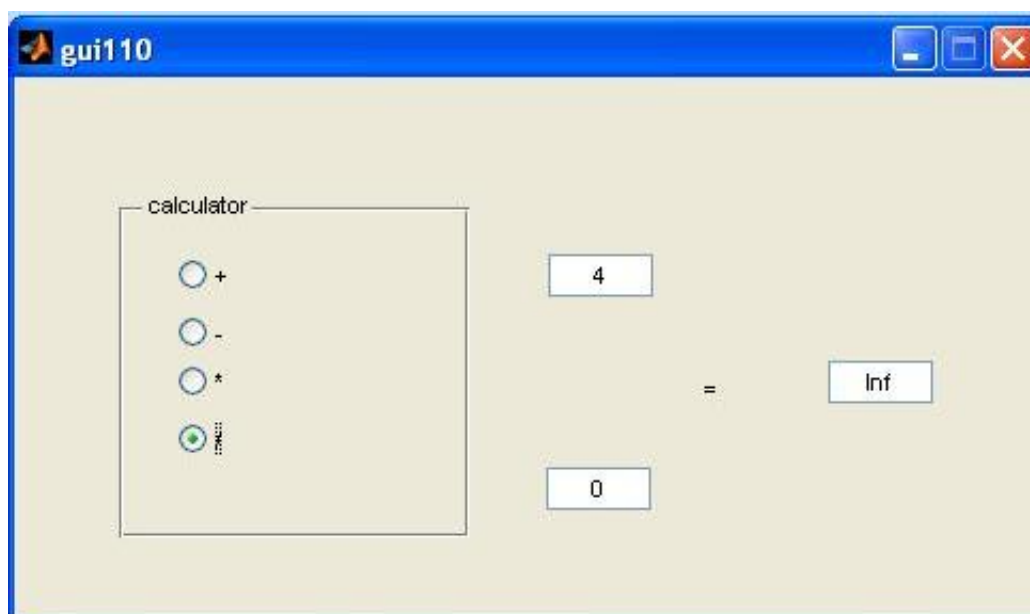 gui110
calculator
+
-
*
4
=
Inf
0